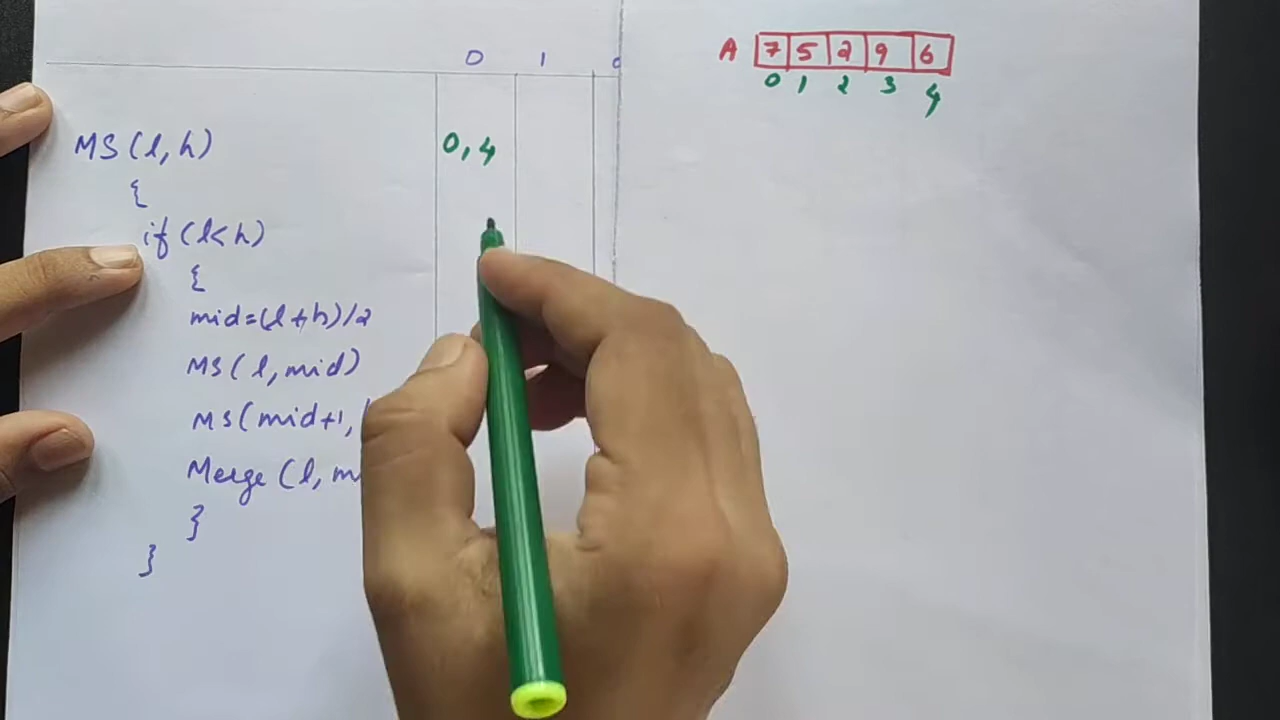 0 1
A 7 5 2 9 6
0 1 2 3 4
MS(l,h) 0,4
{
if (l<h)
{
mid=(l+h)/2
MS(l,mid)
MS(mid+1,
Merge(l,
}
}